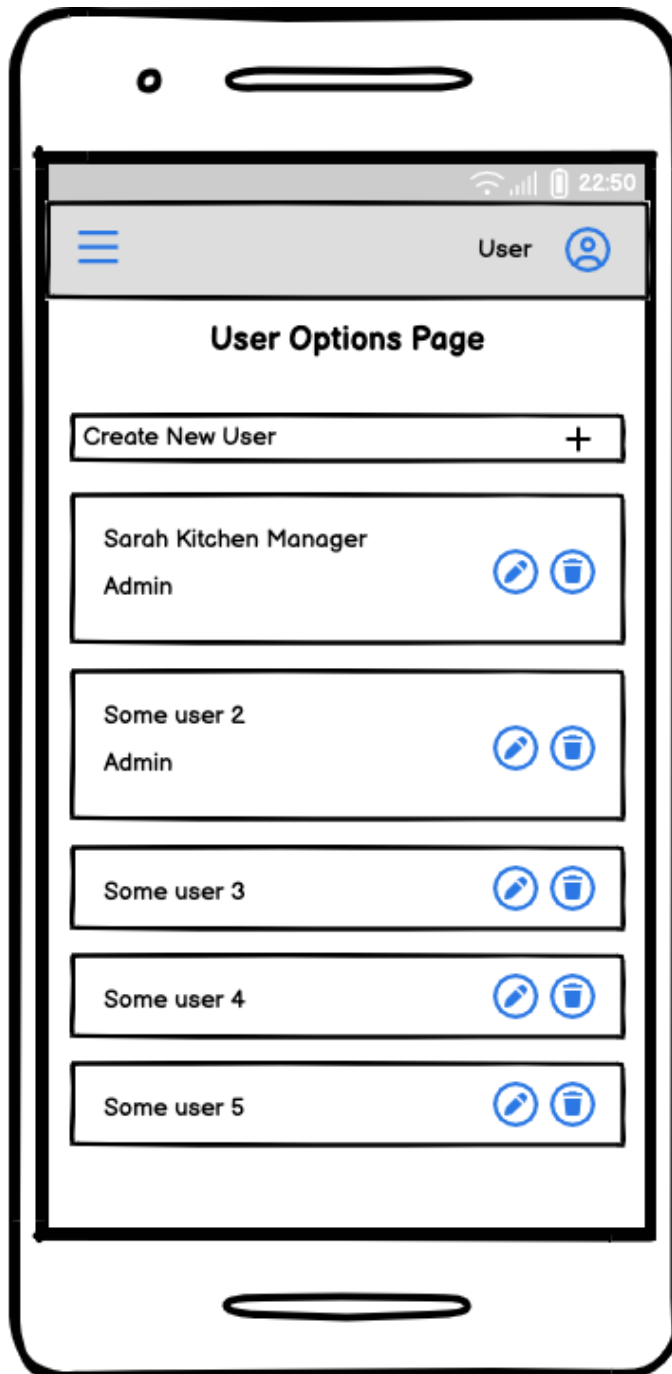 22:50
User
User Options Page
Create New User +
Sarah Kitchen Manager
Admin
Some user 2
Admin
Some user 3
Some user 4
Some user 5